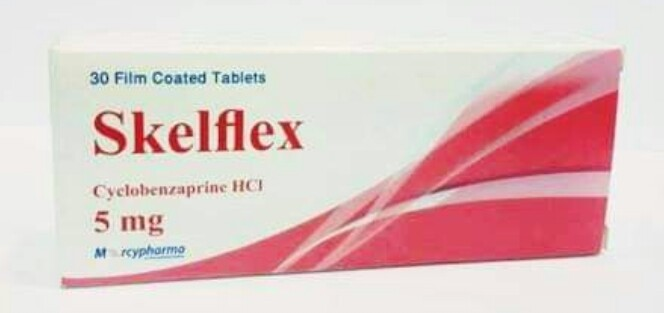 30 Film Coated Tablets
Skelflex
Cyclobenzaprine HCl
5 mg